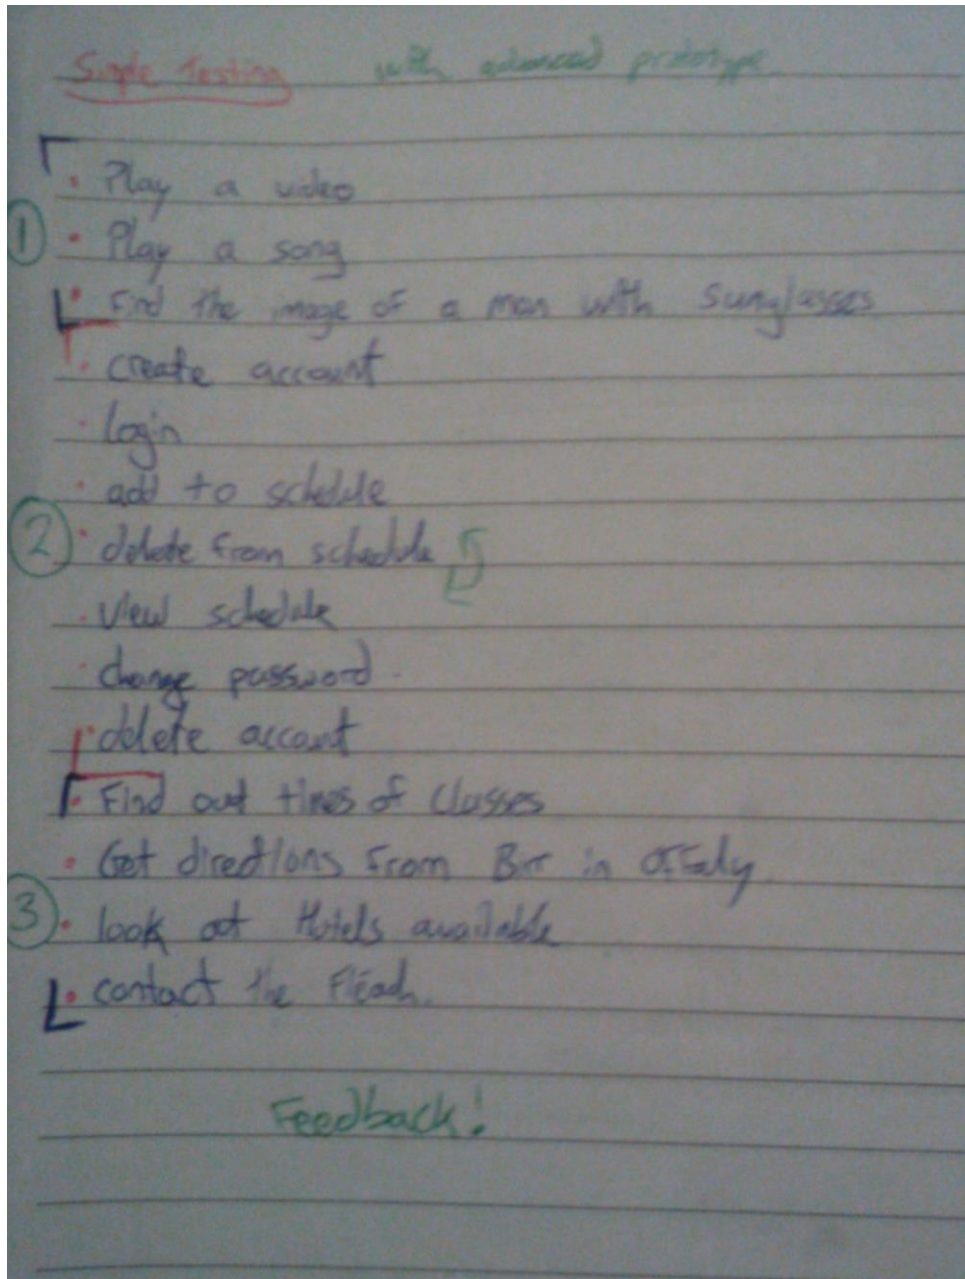 Simple Testing with advanced prototype.
• Play a video
① • Play a song
• Find the image of a man with Sunglasses
• create account
• login
• add to schedule
② • delete from schedule
• View schedule
• change password.
• delete account
• Find out times of Classes
• Get directions from Birr in Offaly.
③ • look at Hotels available
• contact the Fleadh.
Feedback!